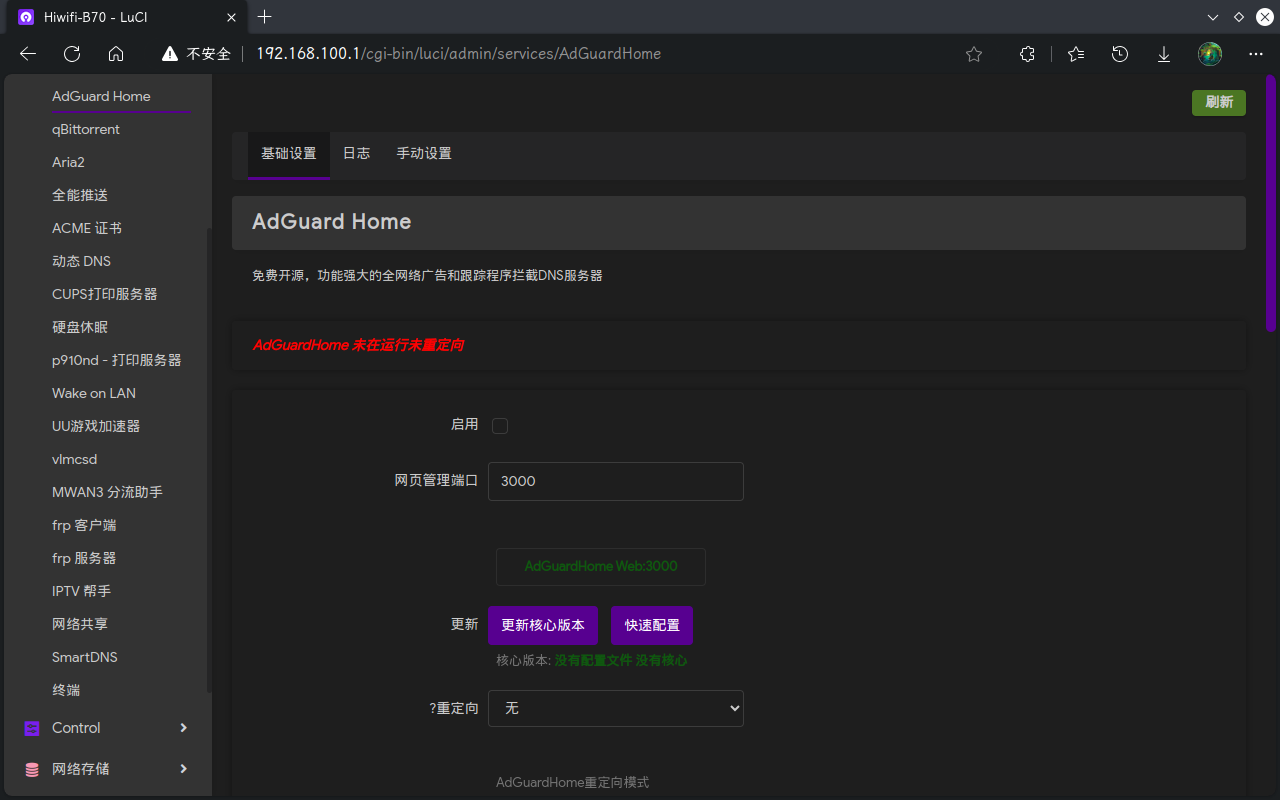 Hiwifi-B70 - LuCI
不安全
192.168.100.1/cgi-bin/luci/admin/services/AdGuardHome
AdGuard Home
qBittorrent
Aria2
全能推送
ACME 证书
动态 DNS
CUPS打印服务器
硬盘休眠
p910nd - 打印服务器
Wake on LAN
UU游戏加速器
vlmcsd
MWAN3 分流助手
frp 客户端
frp 服务器
IPTV 帮手
网络共享
SmartDNS
终端
Control
网络存储
刷新
基础设置 日志 手动设置
AdGuard Home
免费开源，功能强大的全网络广告和跟踪程序拦截DNS服务器
AdGuardHome 未在运行未重定向
启用
网页管理端口 3000
AdGuardHome Web:3000
更新 更新核心版本 快速配置
核心版本: 没有配置文件 没有核心
?重定向 无
AdGuardHome重定向模式